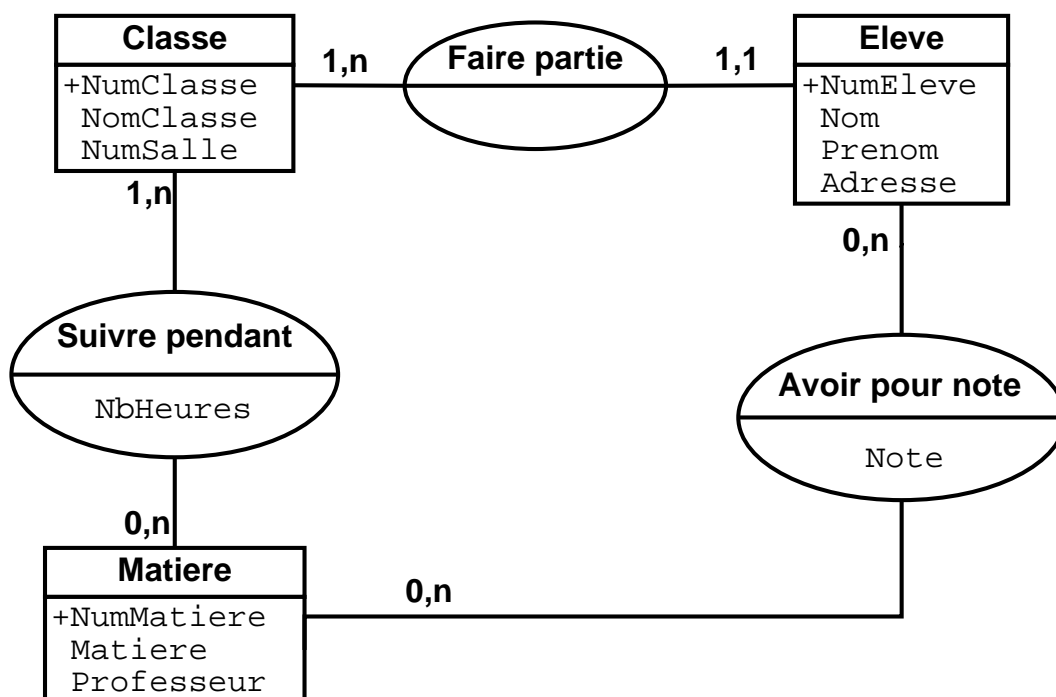 Classe
+NumClasse
NomClasse
NumSalle
1,n
Faire partie
1,1
Eleve
+NumEleve
Nom
Prenom
Adresse
1,n
0,n
Suivre pendant
NbHeures
Avoir pour note
Note
0,n
0,n
Matiere
+NumMatiere
Matiere
Professeur